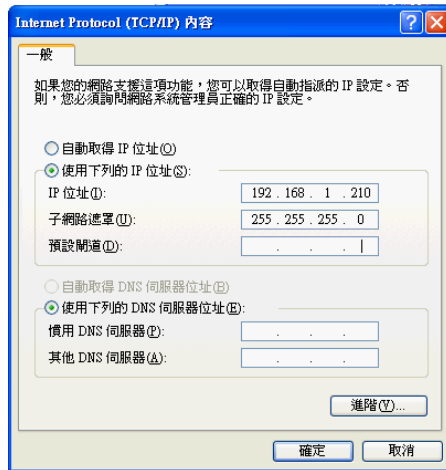 Internet Protocol (TCP/IP) 內容
一般
如果您的網路支援這項功能，您可以取得自動指派的 IP 設定。否
則，您必須詢問網路系統管理員正確的 IP 設定。
自動取得 IP 位址(O)
使用下列的 IP 位址(S):
IP 位址(I): 192 . 168 . 1 . 210
子網路遮罩(U): 255 . 255 . 255 . 0
預設閘道(D): . . .
自動取得 DNS 伺服器位址(B)
使用下列的 DNS 伺服器位址(E):
慣用 DNS 伺服器(P): . . .
其他 DNS 伺服器(A): . . .
進階(V)...
確定 取消